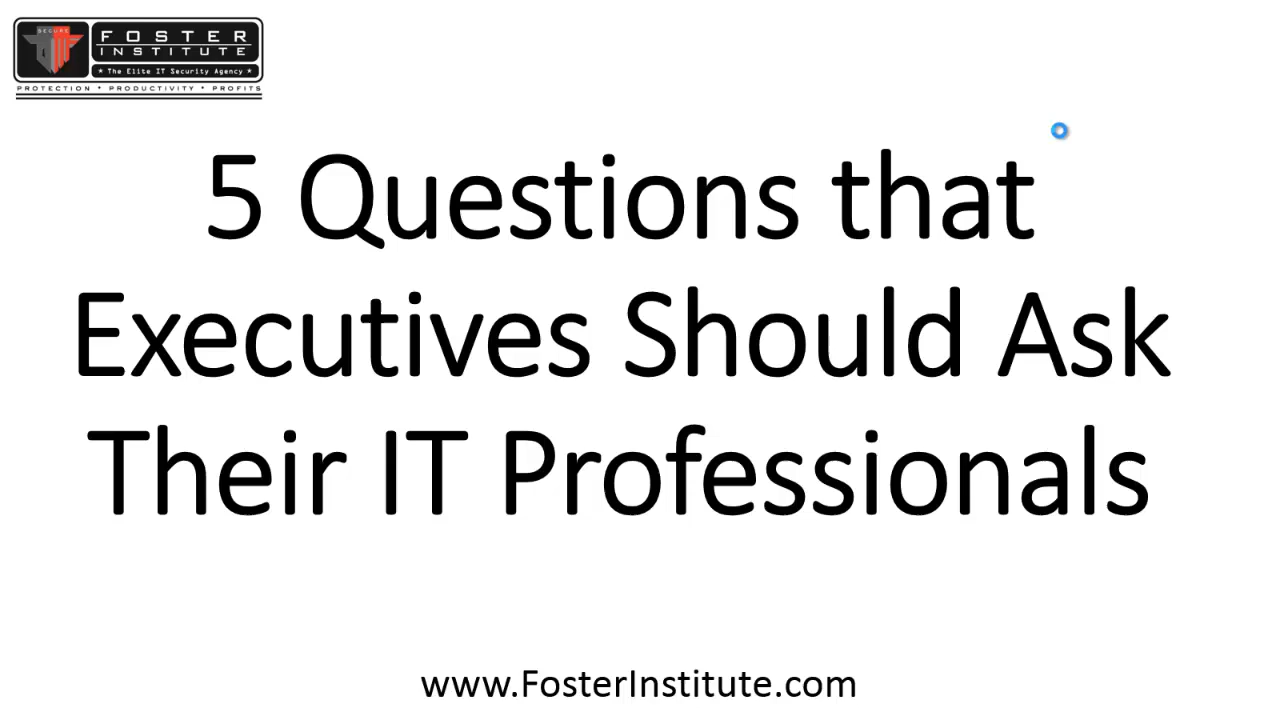 SECURE
FOSTER
INSTITUTE
* The Elite IT Security Agency *
PROTECTION * PRODUCTIVITY * PROFITS
5 Questions that
Executives Should Ask
Their IT Professionals
www.FosterInstitute.com